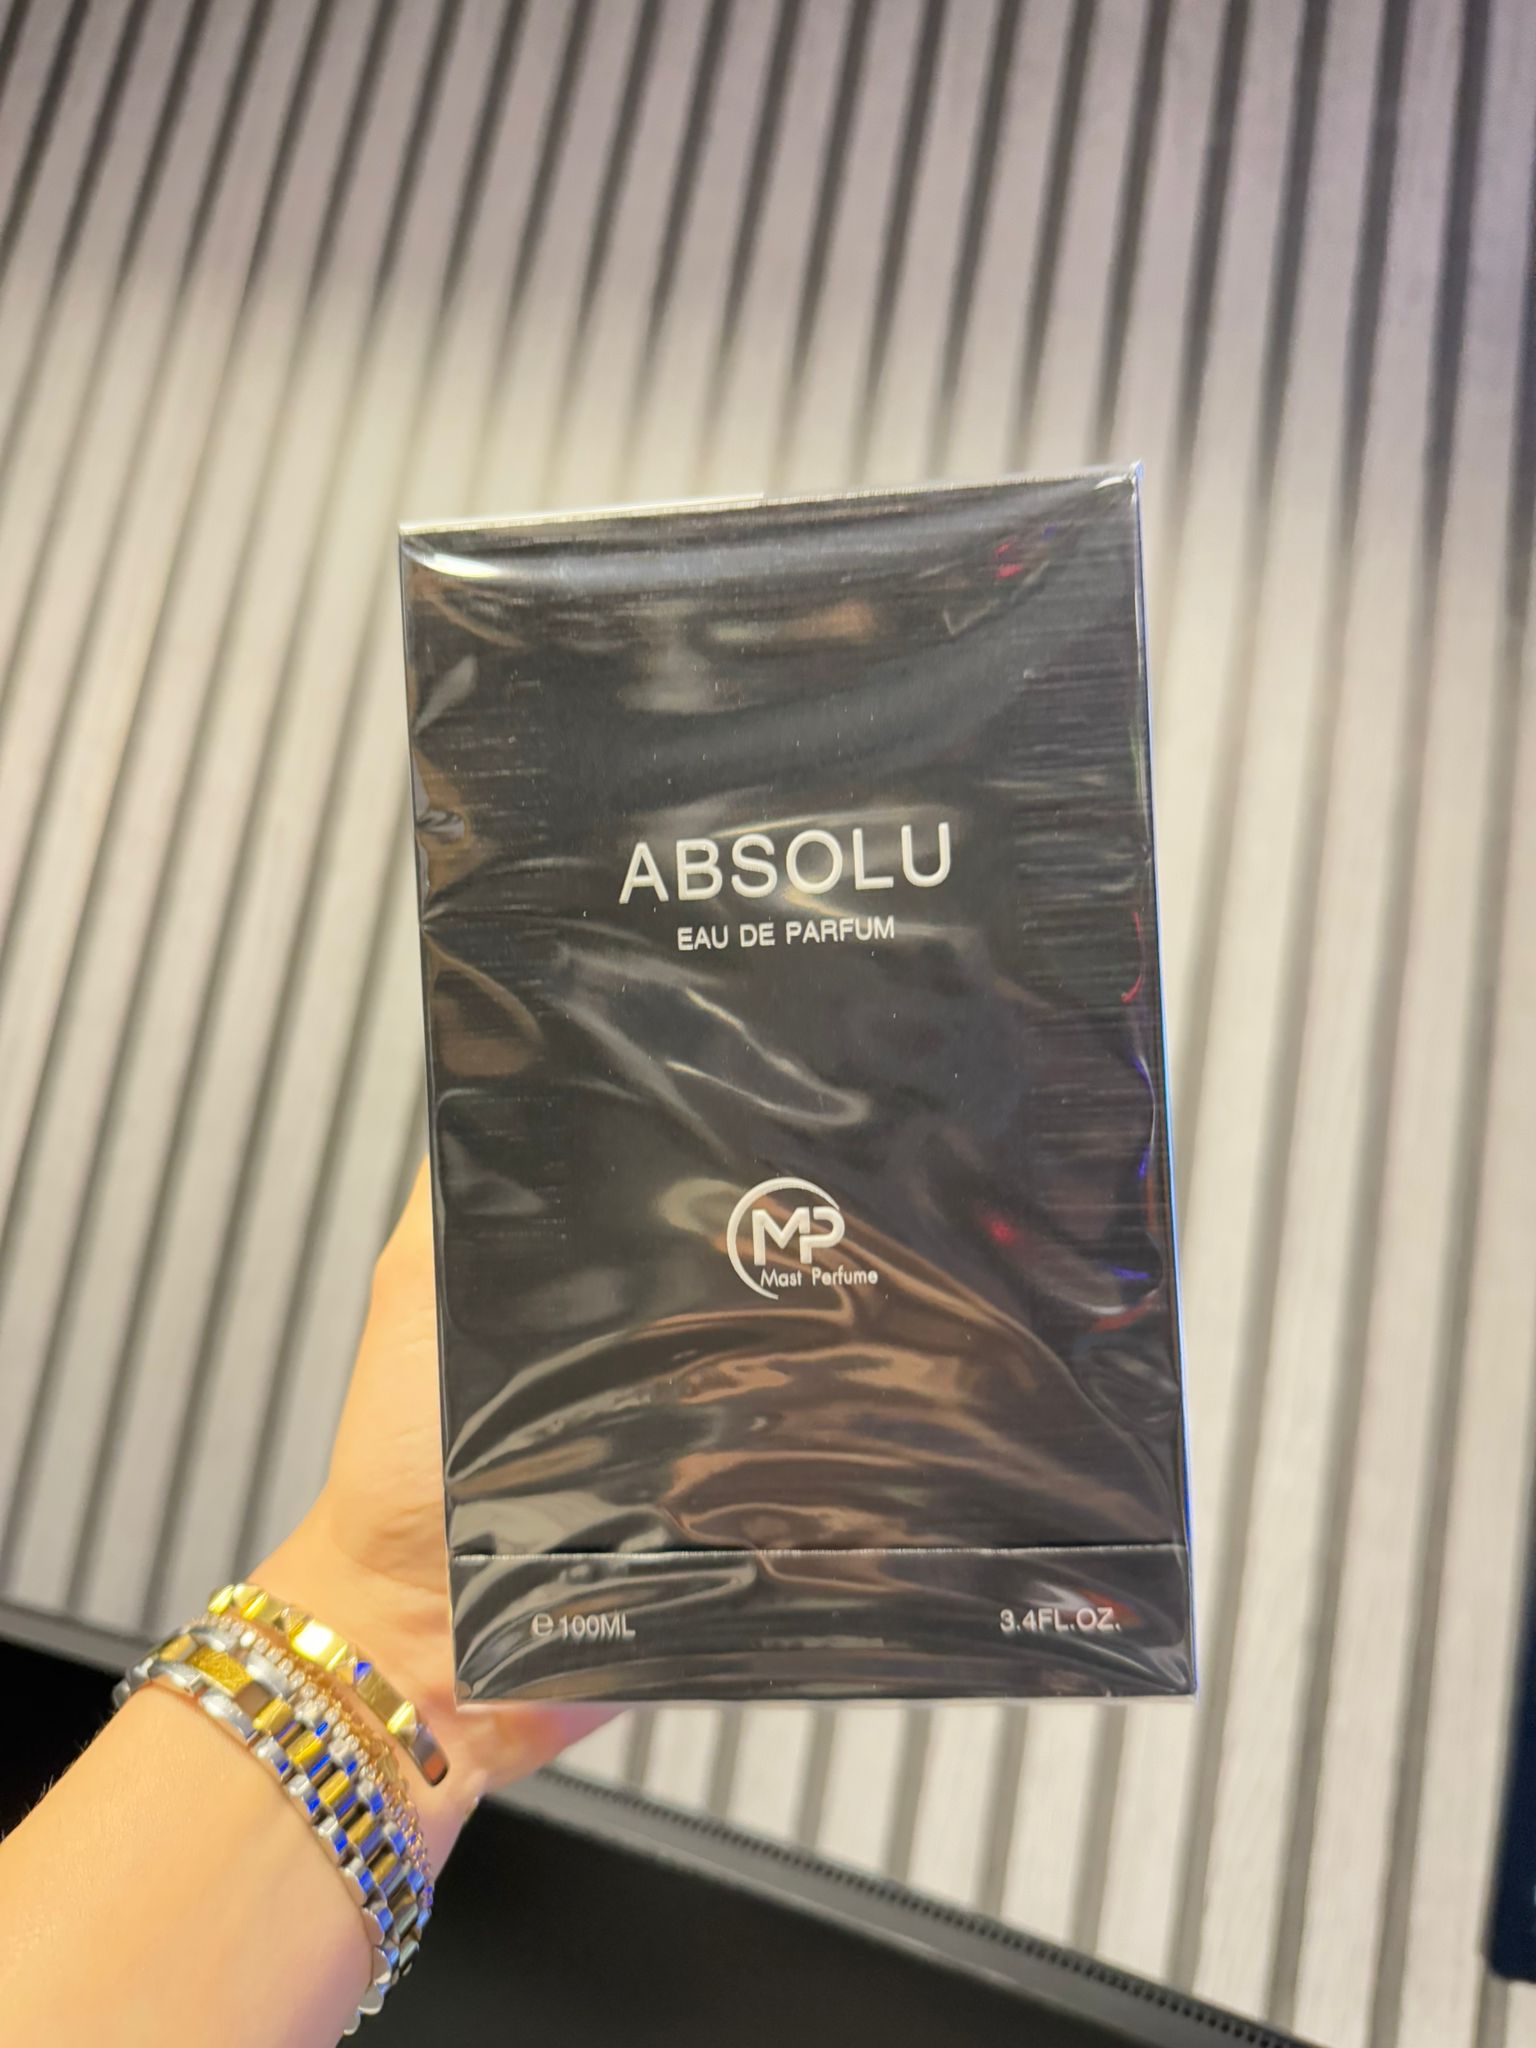 ABSOLU
EAU DE PARFUM
MP
Mast Perfume
e 100ML
3.4FL.OZ.